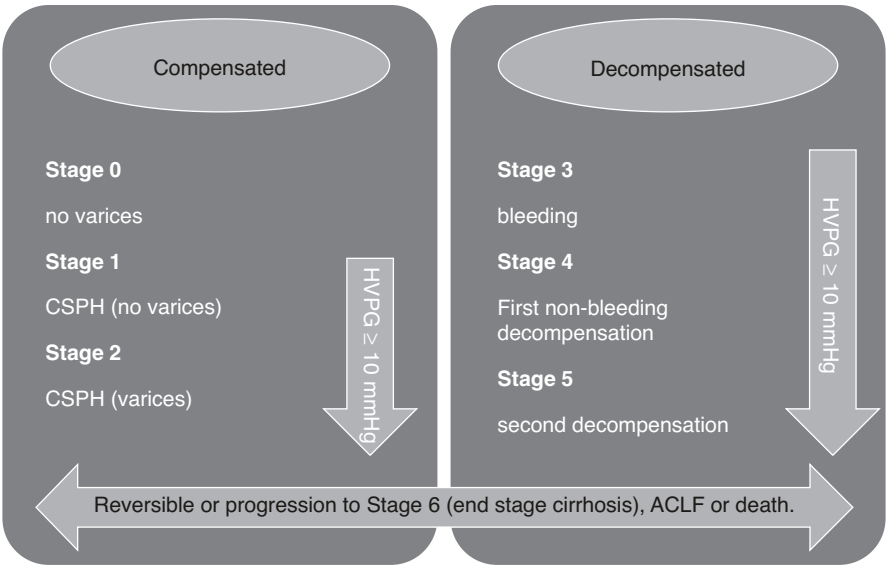 Compensated
Stage 0
no varices
Stage 1
CSPH (no varices)
Stage 2
CSPH (varices)
HVPG ≥ 10 mmHg
Decompensated
Stage 3
bleeding
Stage 4
First non-bleeding
decompensation
Stage 5
second decompensation
HVPG ≥ 10 mmHg
Reversible or progression to Stage 6 (end stage cirrhosis), ACLF or death.